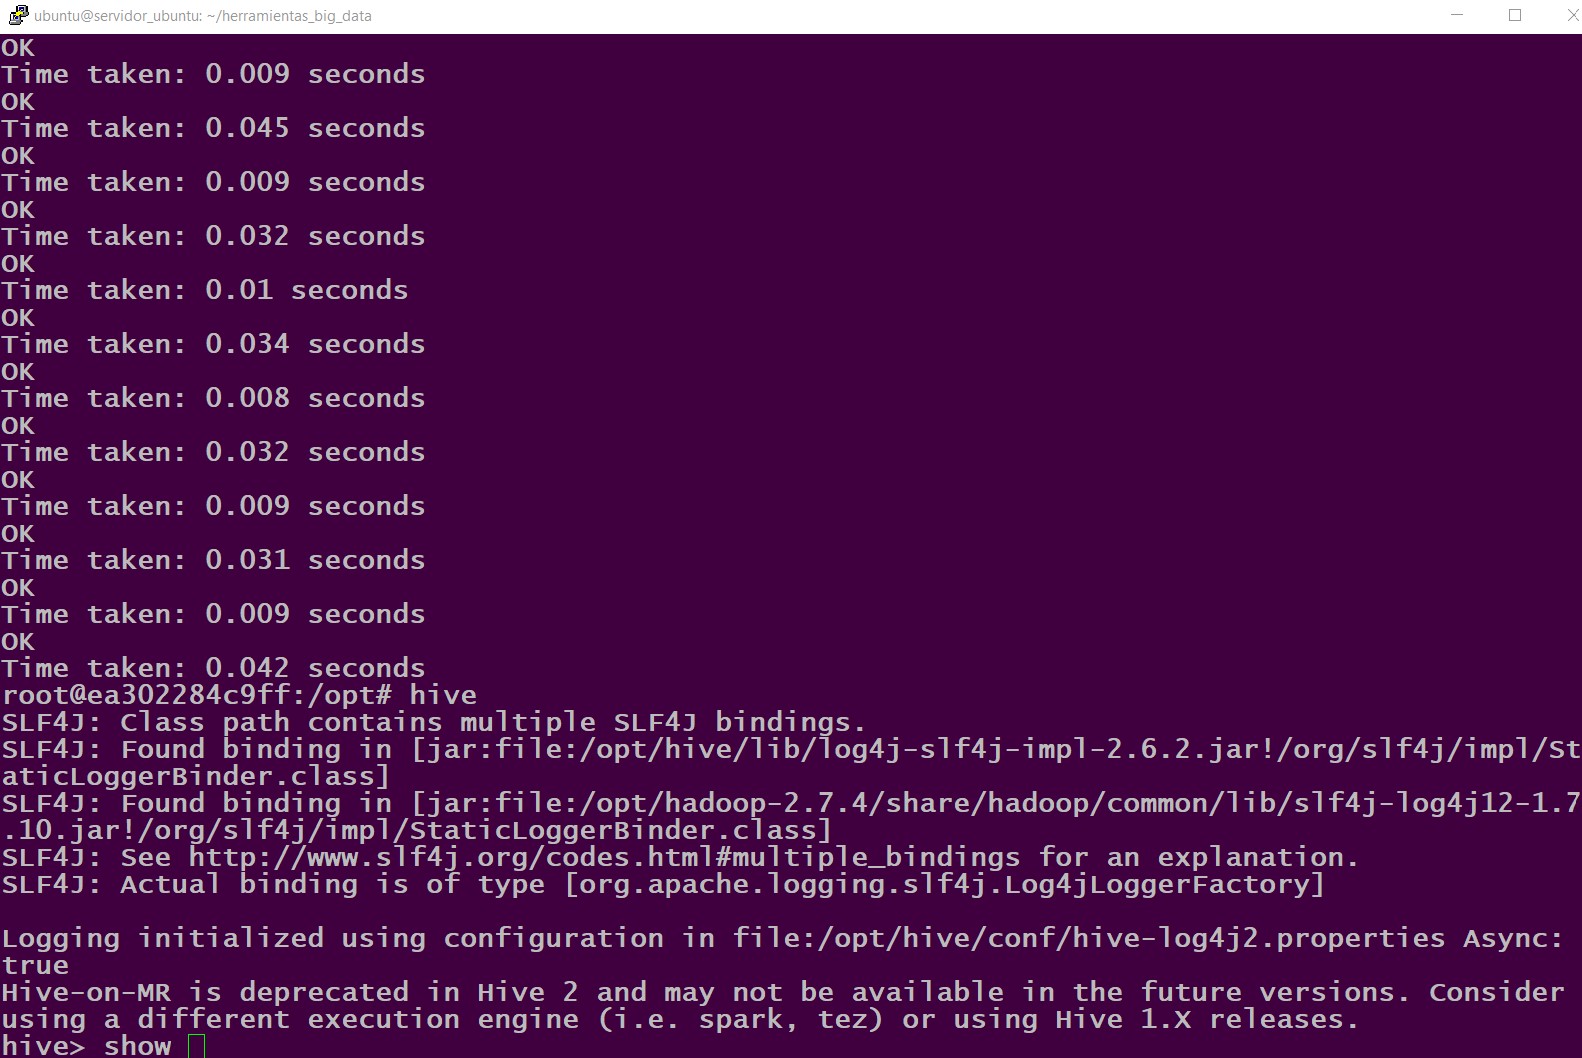 ubuntu@servidor_ubuntu: ~/herramientas_big_data
OK
Time taken: 0.009 seconds
OK
Time taken: 0.045 seconds
OK
Time taken: 0.009 seconds
OK
Time taken: 0.032 seconds
OK
Time taken: 0.01 seconds
OK
Time taken: 0.034 seconds
OK
Time taken: 0.008 seconds
OK
Time taken: 0.032 seconds
OK
Time taken: 0.009 seconds
OK
Time taken: 0.031 seconds
OK
Time taken: 0.009 seconds
OK
Time taken: 0.042 seconds
root@ea302284c9ff:/opt# hive
SLF4J: Class path contains multiple SLF4J bindings.
SLF4J: Found binding in [jar:file:/opt/hive/lib/log4j-slf4j-impl-2.6.2.jar!/org/slf4j/impl/St
aticLoggerBinder.class]
SLF4J: Found binding in [jar:file:/opt/hadoop-2.7.4/share/hadoop/common/lib/slf4j-log4j12-1.7
.10.jar!/org/slf4j/impl/StaticLoggerBinder.class]
SLF4J: See http://www.slf4j.org/codes.html#multiple_bindings for an explanation.
SLF4J: Actual binding is of type [org.apache.logging.slf4j.Log4jLoggerFactory]
Logging initialized using configuration in file:/opt/hive/conf/hive-log4j2.properties Async:
true
Hive-on-MR is deprecated in Hive 2 and may not be available in the future versions. Consider
using a different execution engine (i.e. spark, tez) or using Hive 1.X releases.
hive> show